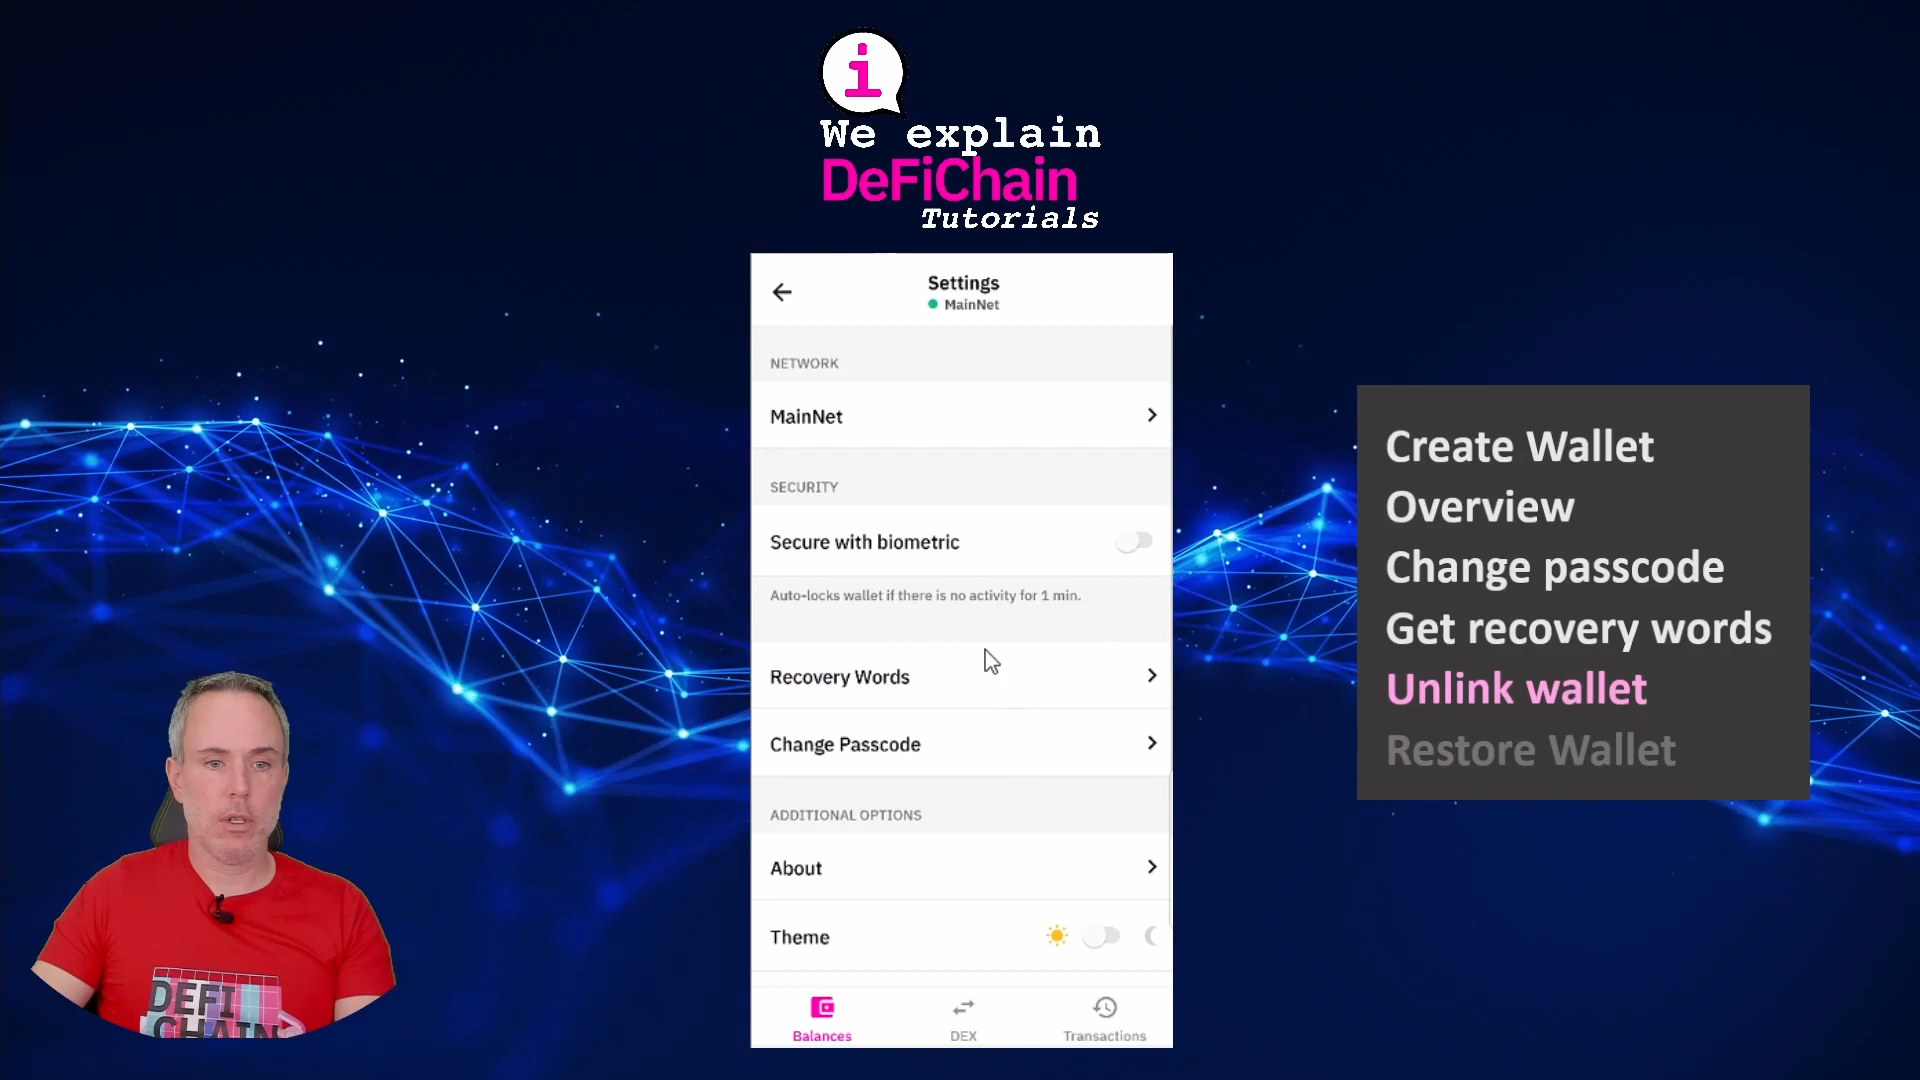 i
We explain
DeFiChain
Tutorials
Settings
MainNet
NETWORK
MainNet
SECURITY
Secure with biometric
Auto-locks wallet if there is no activity for 1 min.
Recovery Words
Change Passcode
ADDITIONAL OPTIONS
About
Theme
Balances
DEX
Transactions
Create Wallet
Overview
Change passcode
Get recovery words
Unlink wallet
Restore Wallet
DEFI
CHAIN